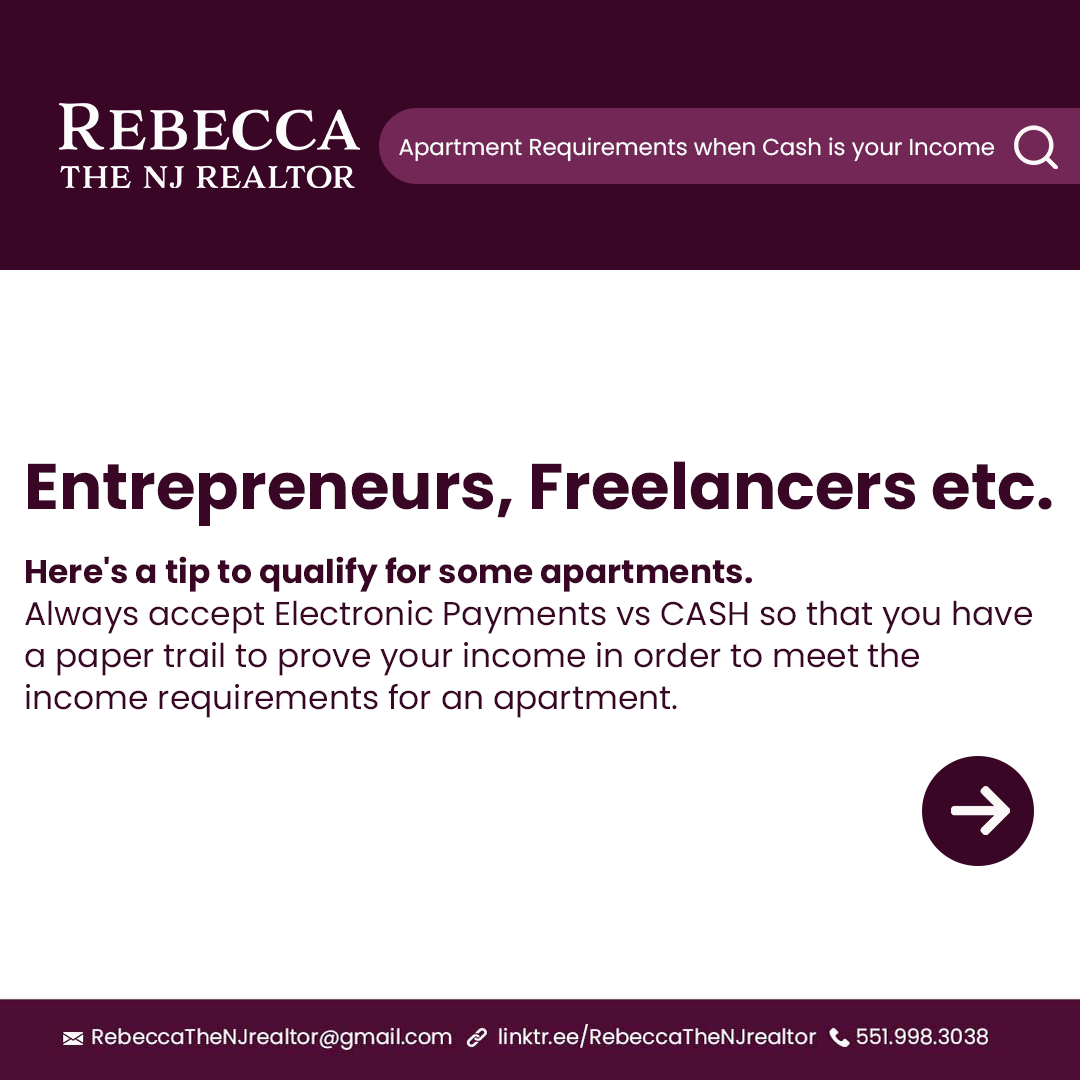 REBECCA
THE NJ REALTOR
Apartment Requirements when Cash is your Income
Entrepreneurs, Freelancers etc.
Here's a tip to qualify for some apartments.
Always accept Electronic Payments vs CASH so that you have
a paper trail to prove your income in order to meet the
income requirements for an apartment.
RebeccaTheNJrealtor@gmail.com linktr.ee/RebeccaTheNJrealtor 551.998.3038